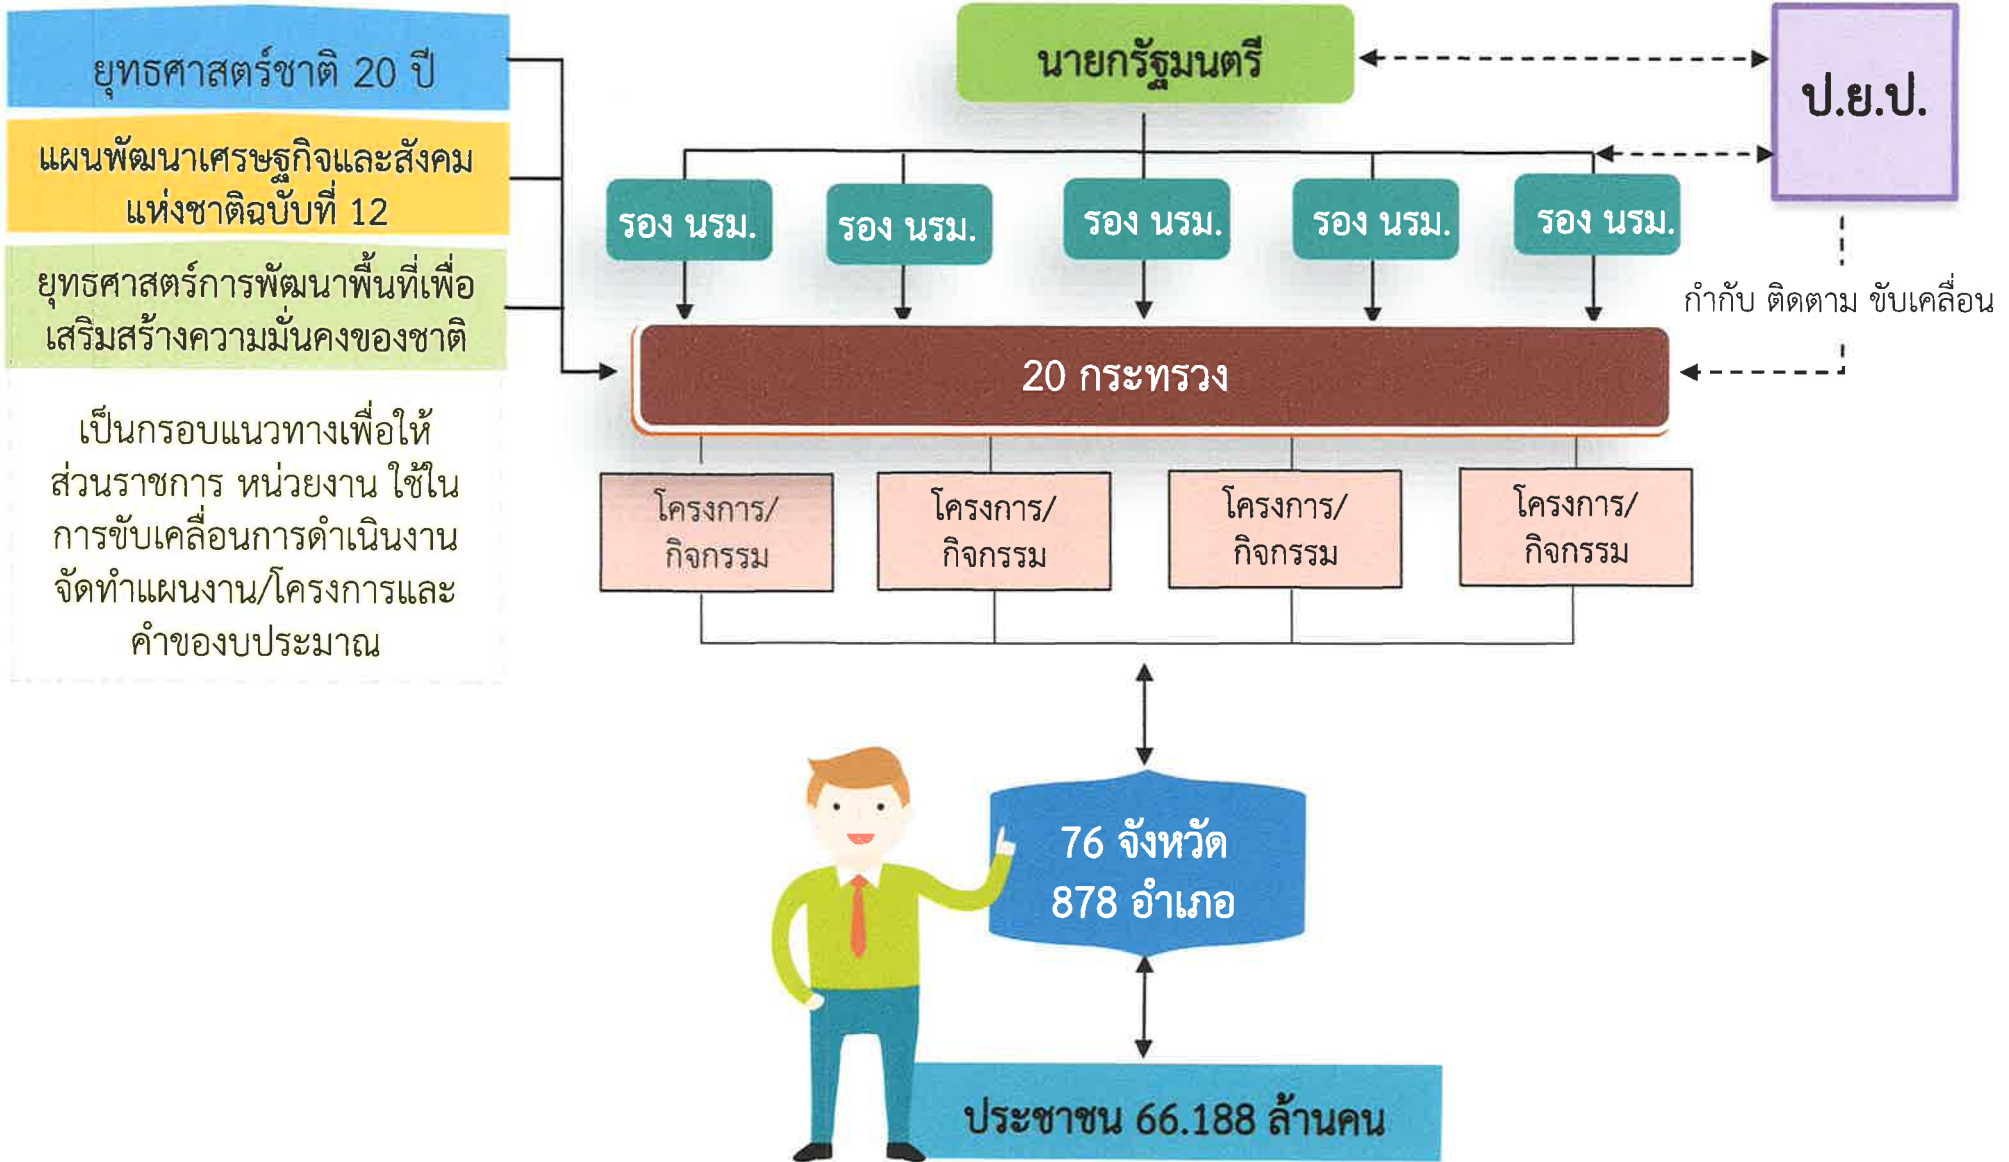 ยุทธศาสตร์ชาติ 20 ปี
แผนพัฒนาเศรษฐกิจและสังคม
แห่งชาติฉบับที่ 12
ยุทธศาสตร์การพัฒนาพื้นที่เพื่อ
เสริมสร้างความมั่นคงของชาติ
เป็นกรอบแนวทางเพื่อให้
ส่วนราชการ หน่วยงาน ใช้ใน
การขับเคลื่อนการดำเนินงาน
จัดทำแผนงาน/โครงการและ
คำของบประมาณ
นายกรัฐมนตรี
ป.ย.ป.
รอง นรม.
รอง นรม.
รอง นรม.
รอง นรม.
รอง นรม.
กำกับ ติดตาม ขับเคลื่อน
20 กระทรวง
โครงการ/
กิจกรรม
โครงการ/
กิจกรรม
โครงการ/
กิจกรรม
โครงการ/
กิจกรรม
76 จังหวัด
878 อำเภอ
ประชาชน 66.188 ล้านคน